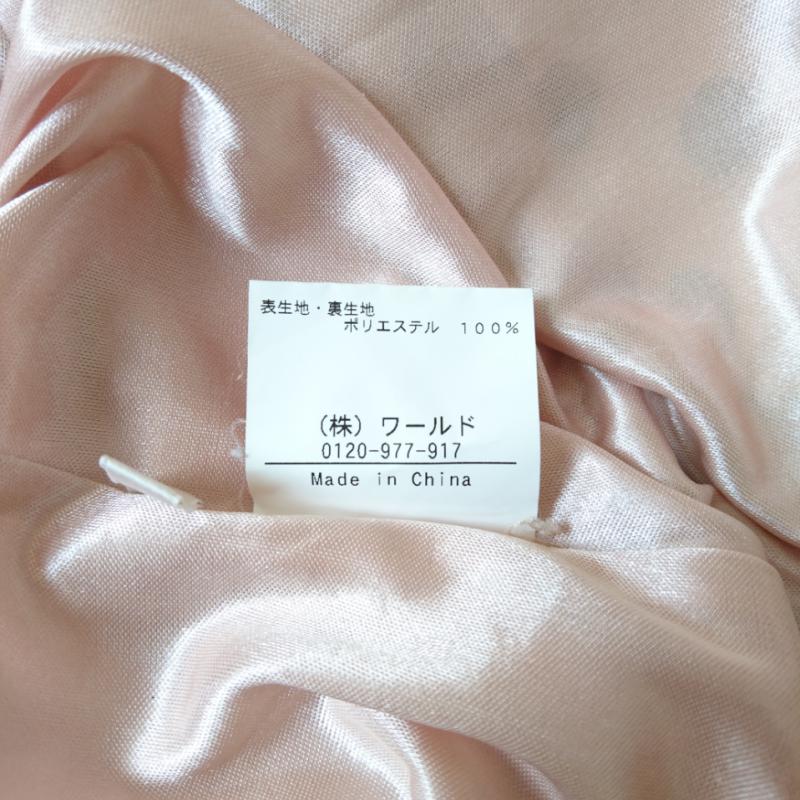 表生地・裏生地
ポリエステル 100%
(株) ワールド
0120-977-917
Made in China